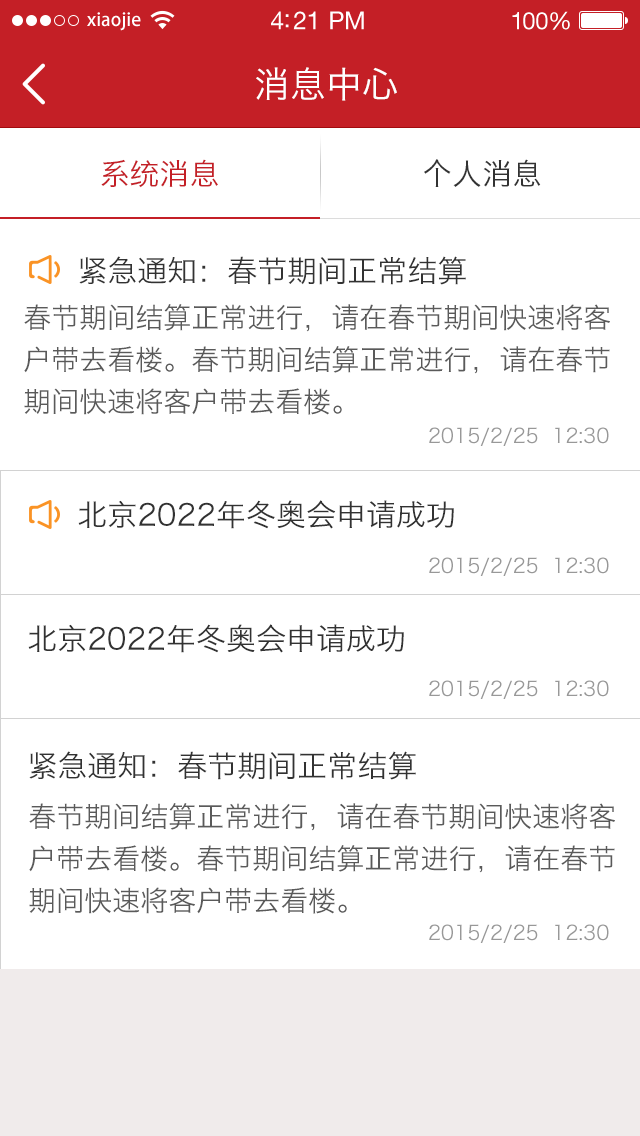 xiaojie 4:21 PM 100%
消息中心
系统消息 个人消息
紧急通知：春节期间正常结算
春节期间结算正常进行，请在春节期间快速将客
户带去看楼。春节期间结算正常进行，请在春节
期间快速将客户带去看楼。
2015/2/25 12:30
北京2022年冬奥会申请成功
2015/2/25 12:30
北京2022年冬奥会申请成功
2015/2/25 12:30
紧急通知：春节期间正常结算
春节期间结算正常进行，请在春节期间快速将客
户带去看楼。春节期间结算正常进行，请在春节
期间快速将客户带去看楼。
2015/2/25 12:30